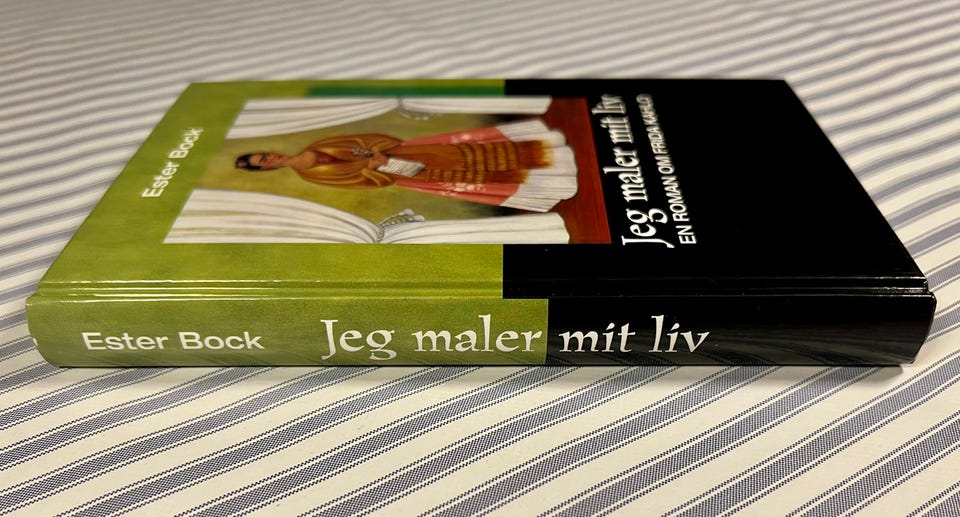 Ester Bock
Jeg maler mit liv
EN ROMAN OM FRIDA KAHLO
Ester Bock Jeg maler mit liv